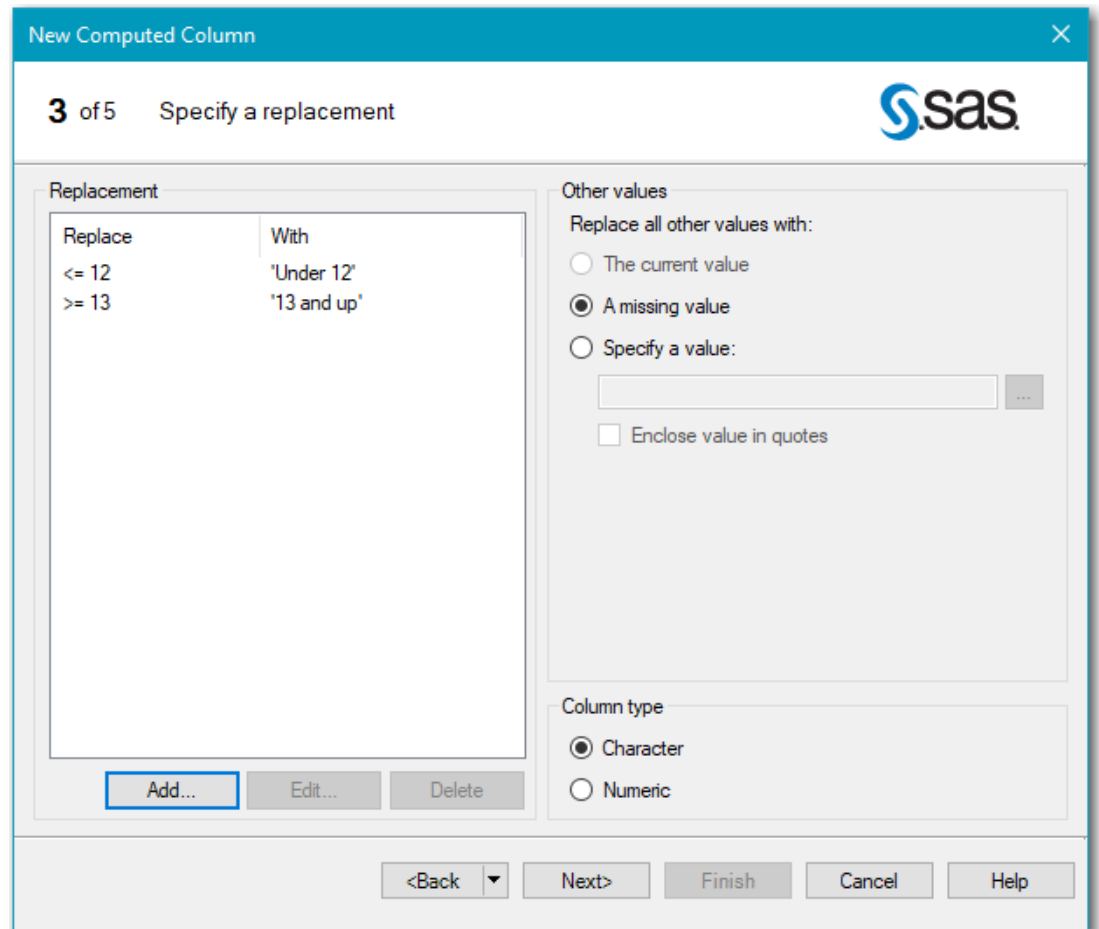 New Computed Column
3 of 5 Specify a replacement
sas
Replacement
Replace With
<= 12 'Under 12'
>= 13 '13 and up'
Add... Edit... Delete
Other values
Replace all other values with:
The current value
A missing value
Specify a value:
...
Enclose value in quotes
Column type
Character
Numeric
<Back Next> Finish Cancel Help